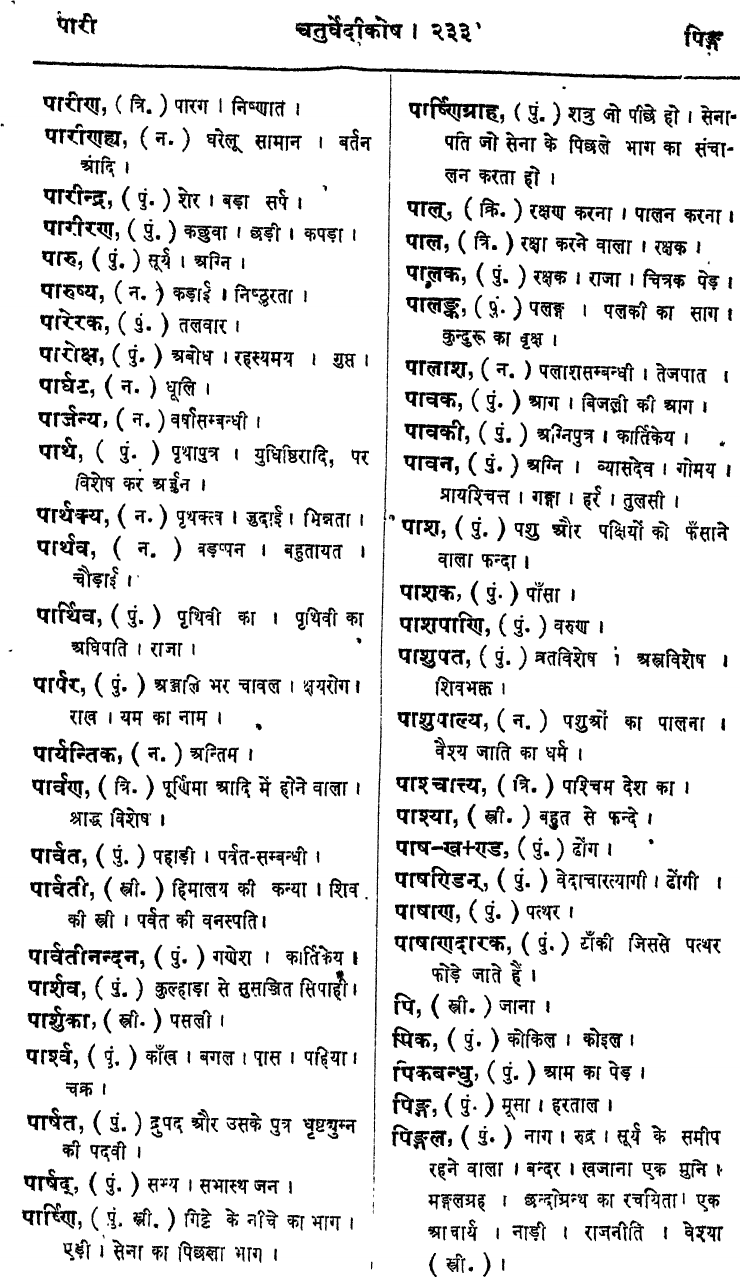 पारी
चतुर्वेदीकोष । २३३
पिङ्ग
पारीण, ( त्रि. ) पारग । निष्णात ।
पारीणह्य, ( न. ) घरेलू सामान । बर्तन
आदि ।
पारीन्द्र, ( पुं. ) शेर । बड़ा सर्प ।
पारीरण, ( पुं. ) कछुवा । छड़ी । कपड़ा ।
पारु, ( पुं. ) सूर्य । अग्नि ।
पारुष्य, ( न. ) कड़ाई । निष्ठुरता ।
पारेरक, ( पुं. ) तलवार ।
पारोक्ष, ( पुं. ) अबोध । रहस्यमय । गुप्त ।
पार्घट, ( न. ) धूलि ।
पार्जन्य, ( न. ) वर्षासम्बन्धी ।
पार्थ, ( पुं. ) पृथापुत्र । युधिष्ठिरादि, पर
विशेष कर अर्ज्जुन ।
पार्थक्य, ( न. ) पृथक्त्व । जुदाई । भिन्नता ।
पार्थव, ( न. ) बड़प्पन । बहुतायत ।
चौड़ाई ।
पार्थिव, ( पुं. ) पृथिवी का । पृथिवी का
अधिपति । राजा ।
पार्पर, ( पुं. ) अञ्जलि भर चावल । क्षयरोग ।
राख । यम का नाम ।
पार्यन्तिक, ( न. ) अन्तिम ।
पार्वण, ( त्रि. ) पूर्णिमा आदि में होने वाला ।
श्राद्ध विशेष ।
पार्वत, ( पुं. ) पहाड़ी । पर्वत-सम्बन्धी ।
पार्वती, ( स्त्री. ) हिमालय की कन्या । शिव
की स्त्री । पर्वत की वनस्पति ।
पार्वतीनन्दन, ( पुं. ) गणेश । कार्तिकेय ।
पार्शव, ( पुं. ) कुल्हाड़ा से सुसज्जित सिपाही ।
पार्शुका, ( स्त्री. ) पसली ।
पार्श्व, ( पुं. ) काँख । बगल । पास । पहिया ।
चक्र ।
पार्षत, ( पुं. ) द्रुपद और उसके पुत्र धृष्टद्युम्न
की पदवी ।
पार्षद्, ( पुं. ) सभ्य । सभास्थ जन ।
पार्ष्णि, ( पुं. स्त्री. ) गिट्टे के नीचे का भाग ।
एड़ी । सेना का पिछला भाग ।
पार्ष्णिग्राह, ( पुं. ) शत्रु जो पीछे हो । सेना-
पति जो सेना के पिछले भाग का संचा-
लन करता हो ।
पाल्, ( क्रि. ) रक्षण करना । पालन करना ।
पाल, ( त्रि. ) रक्षा करने वाला । रक्षक ।
पालक, ( पुं. ) रक्षक । राजा । चित्रक पेड़ ।
पालङ्क, ( पुं. ) पलङ्ग । पलकी का साग ।
कुन्दुरू का वृक्ष ।
पालाश, ( न. ) पलाशसम्बन्धी । तेजपात ।
पावक, ( पुं. ) आग । बिजली की आग ।
पावकी, ( पुं. ) अग्निपुत्र । कार्तिकेय ।
पावन, ( पुं. ) अग्नि । व्यासदेव । गोमय ।
प्रायश्चित्त । गङ्गा । हर्र । तुलसी ।
पाश, ( पुं. ) पशु और पक्षियों को फँसाने
वाला फन्दा ।
पाशक, ( पुं. ) पाँसा ।
पाशपाणि, ( पुं. ) वरुण ।
पाशुपत, ( पुं. ) व्रतविशेष । अस्त्रविशेष ।
शिवभक्त ।
पाशुपाल्य, ( न. ) पशुओं का पालना ।
वैश्य जाति का धर्म ।
पाश्चात्त्य, ( त्रि. ) पश्चिम देश का ।
पाश्या, ( स्त्री. ) बहुत से फन्दे ।
पाष-ख+ण्ड, ( पुं. ) ढोंग ।
पाषण्डिन्, ( पुं. ) वेदाचारत्यागी । ढोंगी ।
पाषाण, ( पुं. ) पत्थर ।
पाषाणदारक, ( पुं. ) टाँकी जिससे पत्थर
फोड़े जाते हैं ।
पि, ( स्त्री. ) जाना ।
पिक, ( पुं. ) कोकिल । कोइल ।
पिकबन्धु, ( पुं. ) आम का पेड़ ।
पिङ्ग, ( पुं. ) मूसा । हरताल ।
पिङ्गल, ( पुं. ) नाग । रुद्र । सूर्य के समीप
रहने वाला । बन्दर । खजाना एक मुनि ।
मङ्गलग्रह । छन्दोग्रन्थ का रचयिता । एक
आचार्य । नाड़ी । राजनीति । वेश्या
( स्त्री. ) ।